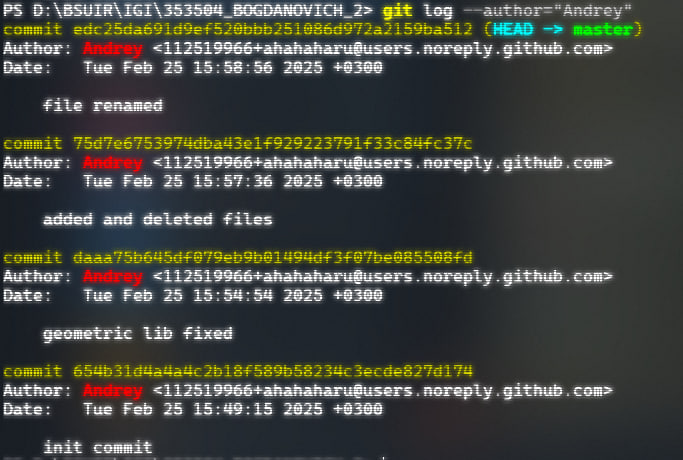 PS D:\BSUIR\IGI\353504_BOGDANOVICH_2> git log --author="Andrey"
commit edc25da691d9ef520bbb251086d972a2159ba512 (HEAD -> master)
Author: Andrey <112519966+ahahaharu@users.noreply.github.com>
Date:   Tue Feb 25 15:58:56 2025 +0300
file renamed
commit 75d7e6753974dba43e1f929223791f33c84fc37c
Author: Andrey <112519966+ahahaharu@users.noreply.github.com>
Date:   Tue Feb 25 15:57:36 2025 +0300
added and deleted files
commit daaa75b645df079eb9b01494df3f07be085508fd
Author: Andrey <112519966+ahahaharu@users.noreply.github.com>
Date:   Tue Feb 25 15:54:54 2025 +0300
geometric lib fixed
commit 654b31d4a4a4c2b18f589b58234c3ecde827d174
Author: Andrey <112519966+ahahaharu@users.noreply.github.com>
Date:   Tue Feb 25 15:49:15 2025 +0300
init commit